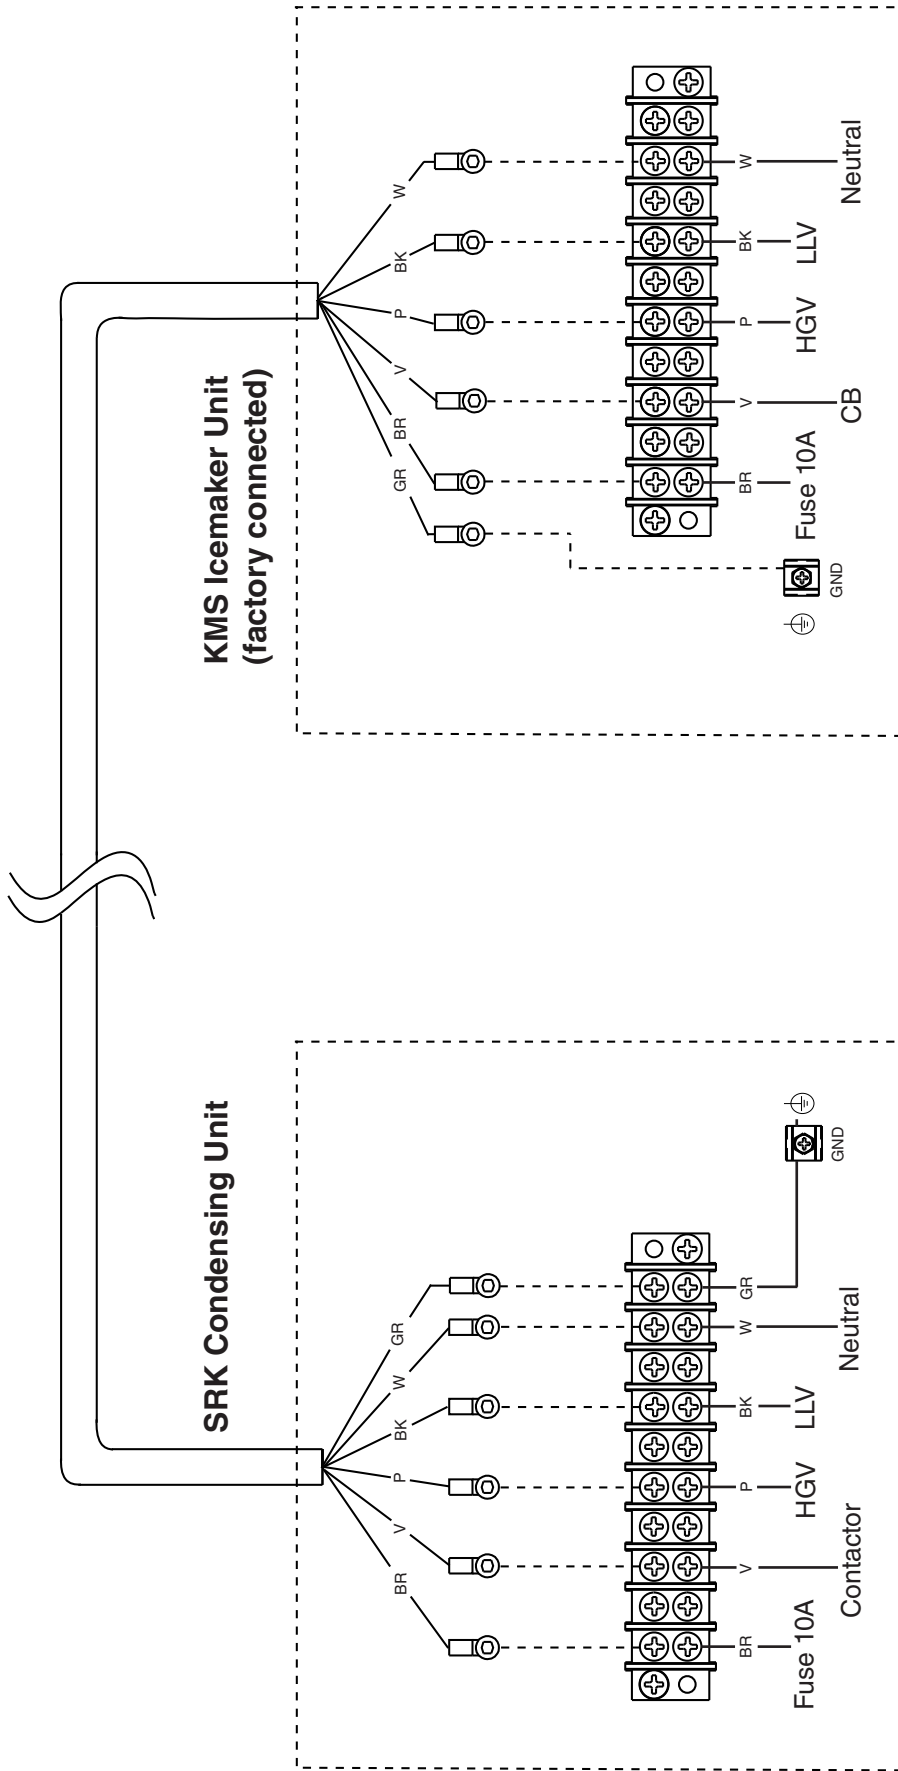 SRK Condensing Unit
BR
V
P
BK
W
GR
BR
V
P
BK
W
GR
Fuse 10A
Contactor
HGV
LLV
Neutral
GND
KMS Icemaker Unit
(factory connected)
GR
BR
V
P
BK
W
BR
V
P
BK
W
GND
Fuse 10A
CB
HGV
LLV
Neutral